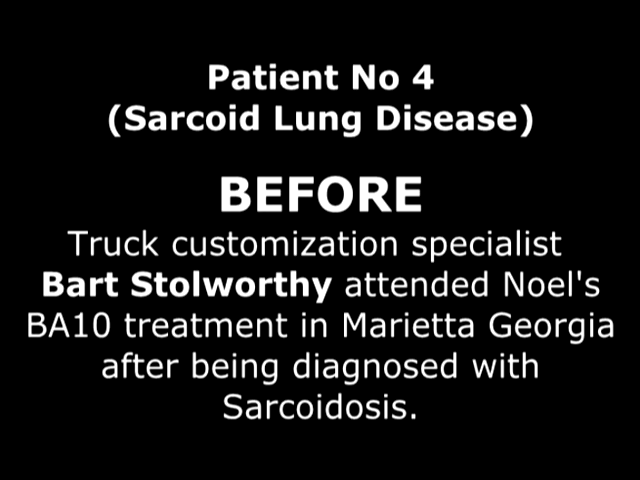 Patient No 4
(Sarcoid Lung Disease)
BEFORE
Truck customization specialist
Bart Stolworthy attended Noel's
BA10 treatment in Marietta Georgia
after being diagnosed with
Sarcoidosis.